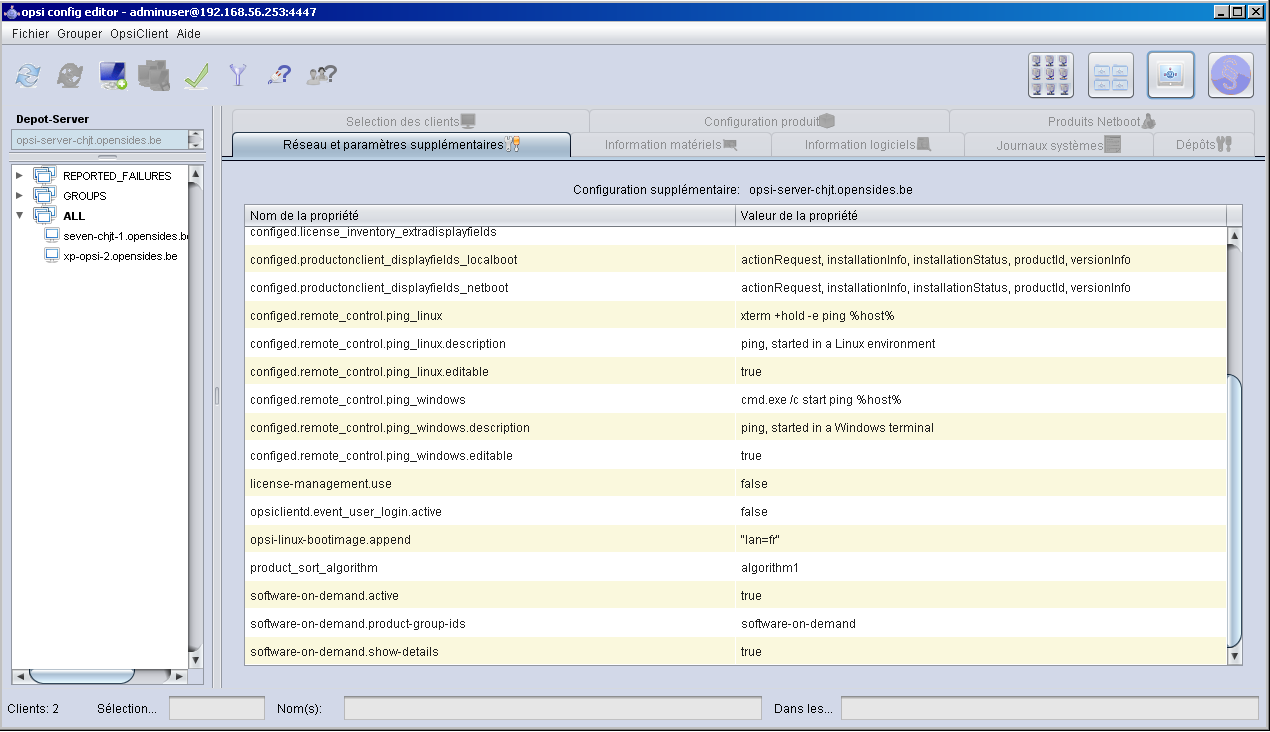 opsi config editor - adminuser@192.168.56.253:4447
Fichier Grouper OpsiClient Aide
Depot-Server
opsi-server-chjt.opensides.be
REPORTED_FAILURES
GROUPS
ALL
seven-chjt-1.opensides.be
xp-opsi-2.opensides.be
Selection des clients Configuration produit Produits Netboot
Réseau et paramètres supplémentaires Information matériels Information logiciels Journaux systèmes Dépôts
Configuration supplémentaire: opsi-server-chjt.opensides.be
Nom de la propriété Valeur de la propriété
configed.license_inventory_extradisplayfields
configed.productonclient_displayfields_localboot actionRequest, installationInfo, installationStatus, productId, versionInfo
configed.productonclient_displayfields_netboot actionRequest, installationInfo, installationStatus, productId, versionInfo
configed.remote_control.ping_linux xterm +hold -e ping %host%
configed.remote_control.ping_linux.description ping, started in a Linux environment
configed.remote_control.ping_linux.editable true
configed.remote_control.ping_windows cmd.exe /c start ping %host%
configed.remote_control.ping_windows.description ping, started in a Windows terminal
configed.remote_control.ping_windows.editable true
license-management.use false
opsiclientd.event_user_login.active false
opsi-linux-bootimage.append "lan=fr"
product_sort_algorithm algorithm1
software-on-demand.active true
software-on-demand.product-group-ids software-on-demand
software-on-demand.show-details true
Clients: 2 Sélection... Nom(s): Dans les...